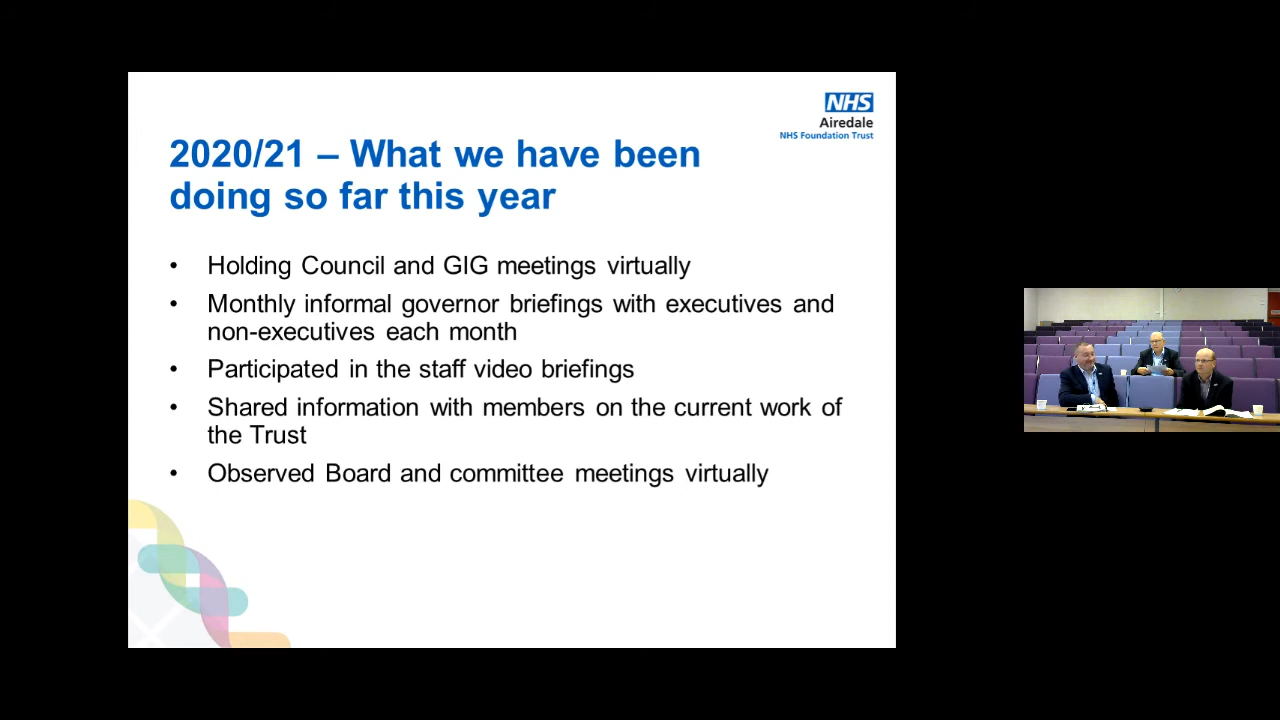 NHS
Airedale
NHS Foundation Trust
2020/21 – What we have been
doing so far this year
• Holding Council and GIG meetings virtually
• Monthly informal governor briefings with executives and
non-executives each month
• Participated in the staff video briefings
• Shared information with members on the current work of
the Trust
• Observed Board and committee meetings virtually